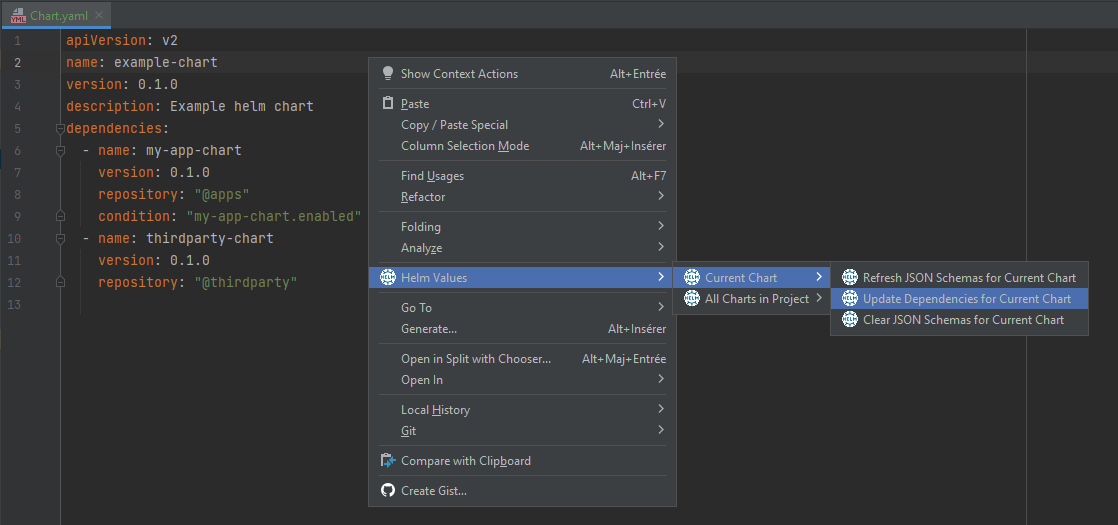 Chart.yaml
1 apiVersion: v2
2 name: example-chart
3 version: 0.1.0
4 description: Example helm chart
5 dependencies:
6 - name: my-app-chart
7 version: 0.1.0
8 repository: "@apps"
9 condition: "my-app-chart.enabled"
10 - name: thirdparty-chart
11 version: 0.1.0
12 repository: "@thirdparty"
13
Show Context Actions Alt+Entrée
Paste Ctrl+V
Copy / Paste Special
Column Selection Mode Alt+Maj+Insérer
Find Usages Alt+F7
Refactor
Folding
Analyze
Helm Values
Go To
Generate... Alt+Insérer
Open in Split with Chooser... Alt+Maj+Entrée
Open In
Local History
Git
Compare with Clipboard
Create Gist...
Current Chart
All Charts in Project
Refresh JSON Schemas for Current Chart
Update Dependencies for Current Chart
Clear JSON Schemas for Current Chart